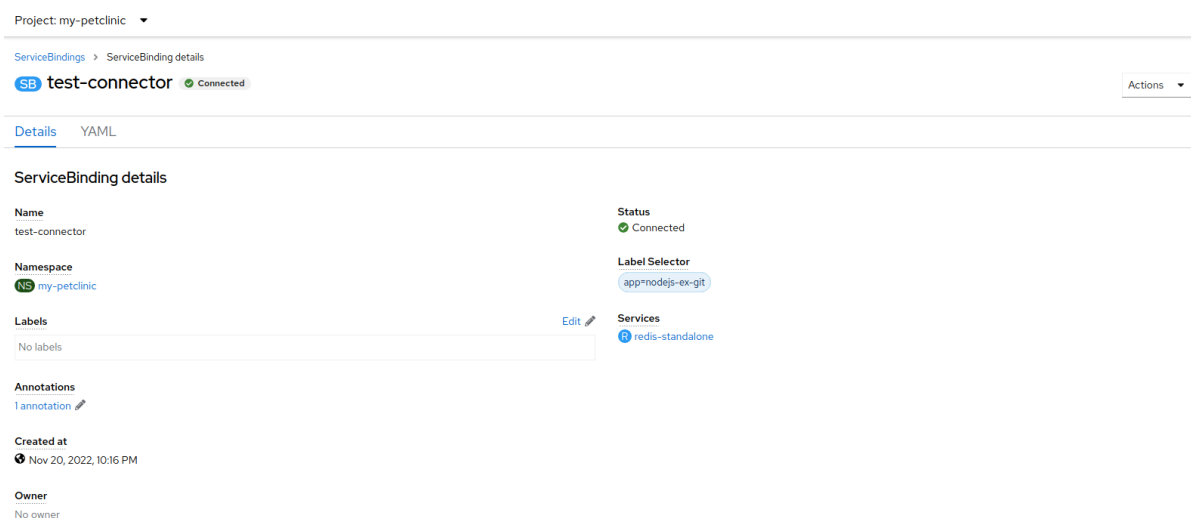 Project: my-petclinic
ServiceBindings > ServiceBinding details
SB test-connector Connected
Actions
Details YAML
ServiceBinding details
Name
test-connector
Namespace
NS my-petclinic
Labels Edit
No labels
Annotations
1 annotation
Created at
Nov 20, 2022, 10:16 PM
Owner
No owner
Status
Connected
Label Selector
app=nodejs-ex-git
Services
R redis-standalone